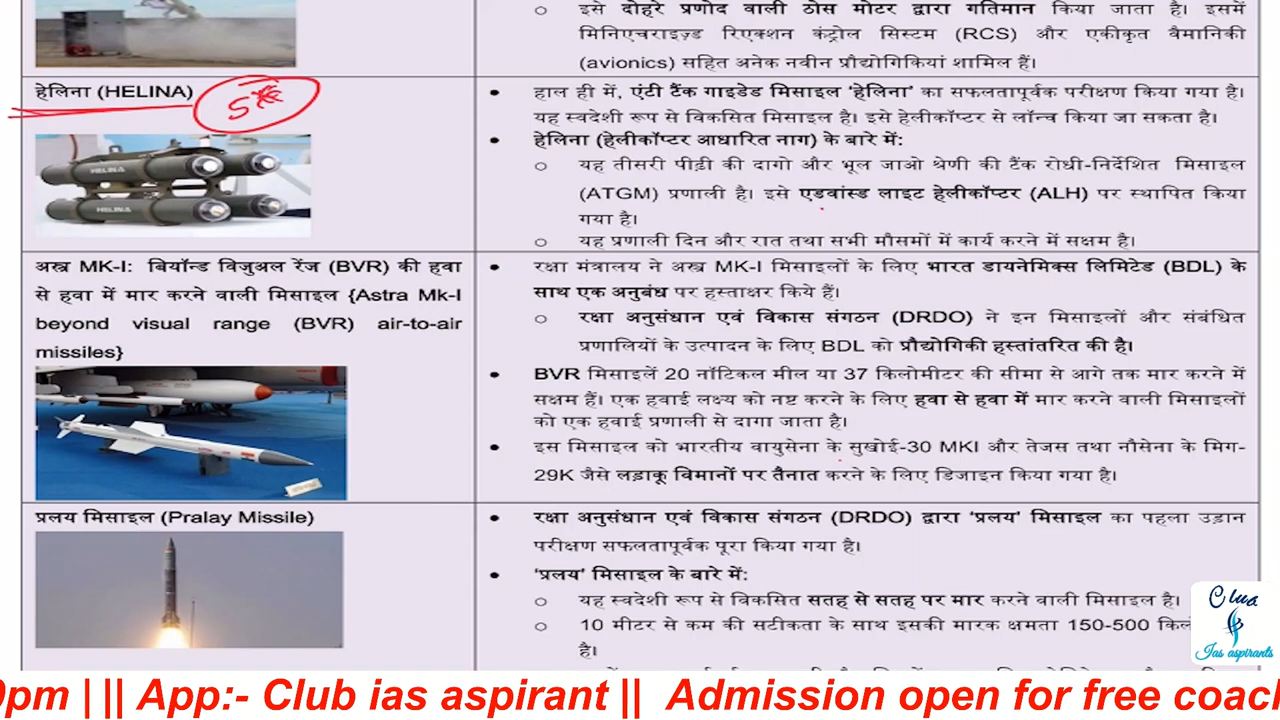 इसे दोहरे प्रणोद वाली ठोस मोटर द्वारा गतिमान किया जाता है। इसमें
मिनिएचराइज़्ड रिएक्शन कंट्रोल सिस्टम (RCS) और एकीकृत वैमानिकी
(avionics) सहित अनेक नवीन प्रौद्योगिकियां शामिल हैं।
हेलिना (HELINA)
5
HELINA
HELINA
हाल ही में, एंटी टैंक गाइडेड मिसाइल ‘हेलिना’ का सफलतापूर्वक परीक्षण किया गया है।
यह स्वदेशी रूप से विकसित मिसाइल है। इसे हेलीकॉप्टर से लॉन्च किया जा सकता है।
हेलिना (हेलीकॉप्टर आधारित नाग) के बारे में:
यह तीसरी पीढ़ी की दागो और भूल जाओ श्रेणी की टैंक रोधी-निर्देशित मिसाइल
(ATGM) प्रणाली है। इसे एडवांस्ड लाइट हेलीकॉप्टर (ALH) पर स्थापित किया
गया है।
यह प्रणाली दिन और रात तथा सभी मौसमों में कार्य करने में सक्षम है।
अस्त्र MK-I: बियॉन्ड विजुअल रेंज (BVR) की हवा
से हवा में मार करने वाली मिसाइल {Astra Mk-I
beyond visual range (BVR) air-to-air
missiles}
रक्षा मंत्रालय ने अस्त्र MK-I मिसाइलों के लिए भारत डायनेमिक्स लिमिटेड (BDL) के
साथ एक अनुबंध पर हस्ताक्षर किये हैं।
रक्षा अनुसंधान एवं विकास संगठन (DRDO) ने इन मिसाइलों और संबंधित
प्रणालियों के उत्पादन के लिए BDL को प्रौद्योगिकी हस्तांतरित की है।
BVR मिसाइलें 20 नॉटिकल मील या 37 किलोमीटर की सीमा से आगे तक मार करने में
सक्षम हैं। एक हवाई लक्ष्य को नष्ट करने के लिए हवा से हवा में मार करने वाली मिसाइलों
को एक हवाई प्रणाली से दागा जाता है।
इस मिसाइल को भारतीय वायुसेना के सुखोई-30 MKI और तेजस तथा नौसेना के मिग-
29K जैसे लड़ाकू विमानों पर तैनात करने के लिए डिजाइन किया गया है।
प्रलय मिसाइल (Pralay Missile)
रक्षा अनुसंधान एवं विकास संगठन (DRDO) द्वारा ‘प्रलय’ मिसाइल का पहला उड़ान
परीक्षण सफलतापूर्वक पूरा किया गया है।
‘प्रलय’ मिसाइल के बारे में:
यह स्वदेशी रूप से विकसित सतह से सतह पर मार करने वाली मिसाइल है।
10 मीटर से कम की सटीकता के साथ इसकी मारक क्षमता 150-500
है।
Club
Ias aspirants
0pm | || App:- Club ias aspirant || Admission open for free coach